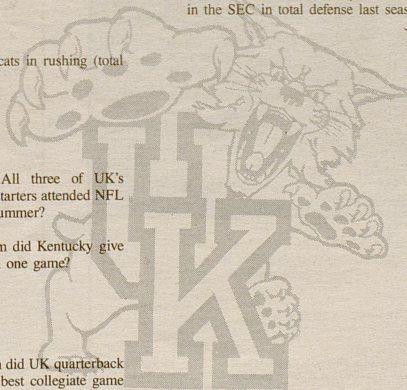 in the SEC in total defense last seas
cats in rushing (total
All three of UK's
tarters attended NFL
ummer?
m did Kentucky give
one game?
did UK quarterback
best collegiate game
UK